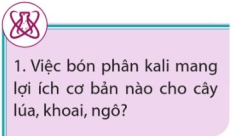 1. Việc bón phân kali mang
lợi ích cơ bản nào cho cây
lúa, khoai, ngô?